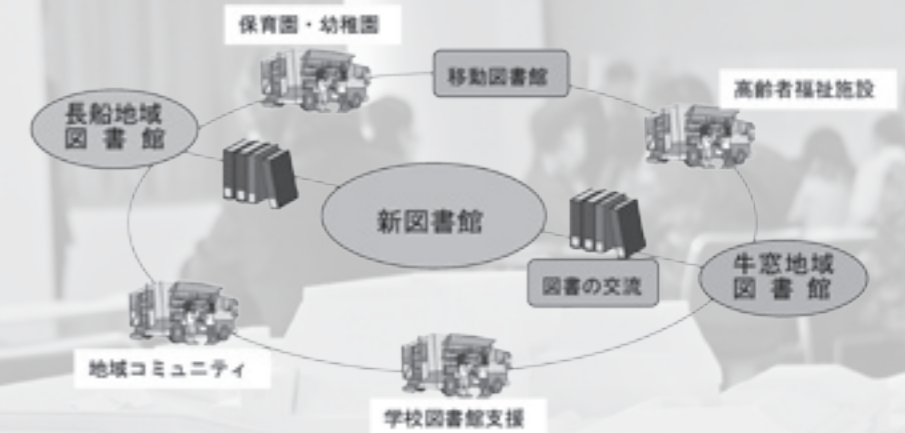 保育園・幼稚園
移動図書館
高齢者福祉施設
長船地域
図書館
新図書館
図書の交流
牛窓地域
図書館
地域コミュニティ
学校図書館支援